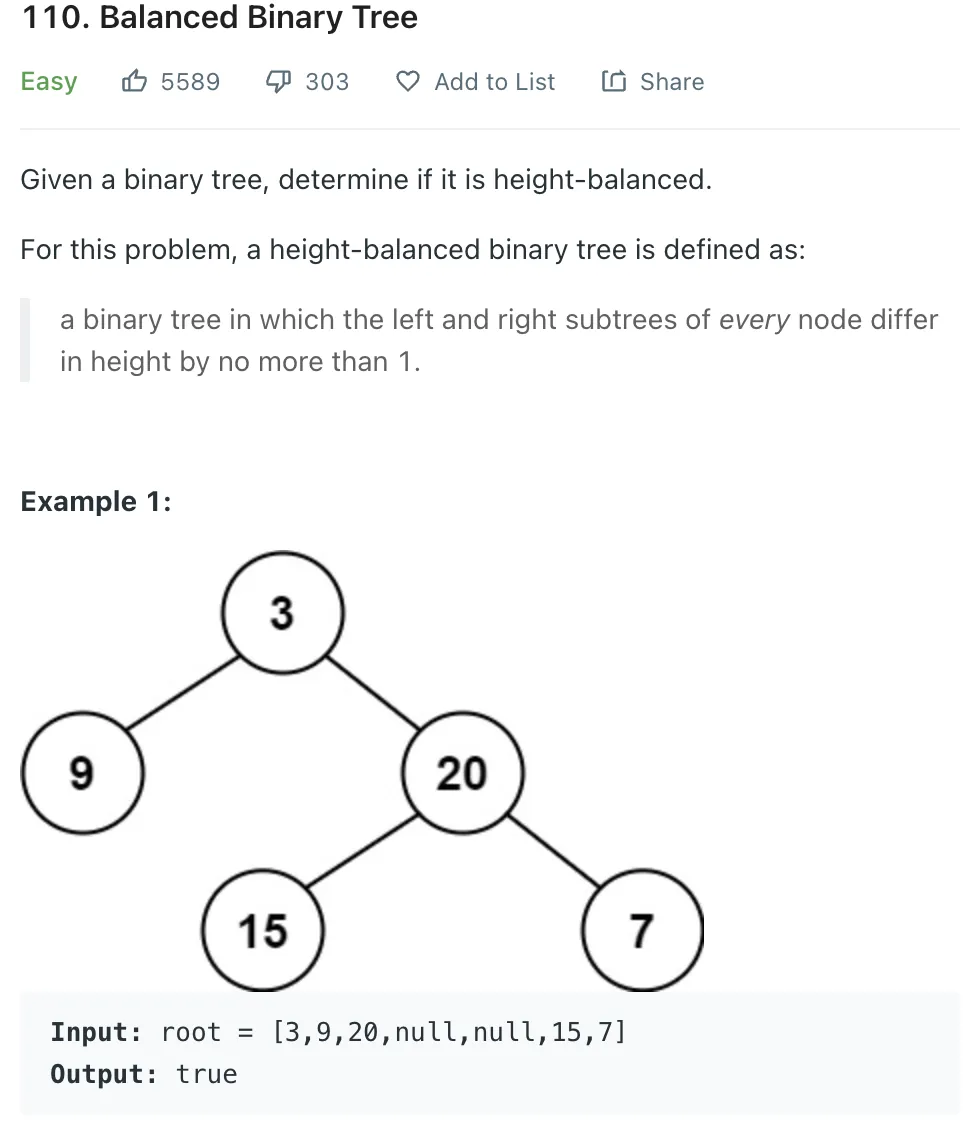 110. Balanced Binary Tree
Easy 5589 303 Add to List Share
Given a binary tree, determine if it is height-balanced.
For this problem, a height-balanced binary tree is defined as:
a binary tree in which the left and right subtrees of every node differ
in height by no more than 1.
Example 1:
3
9 20
15 7
Input: root = [3,9,20,null,null,15,7]
Output: true